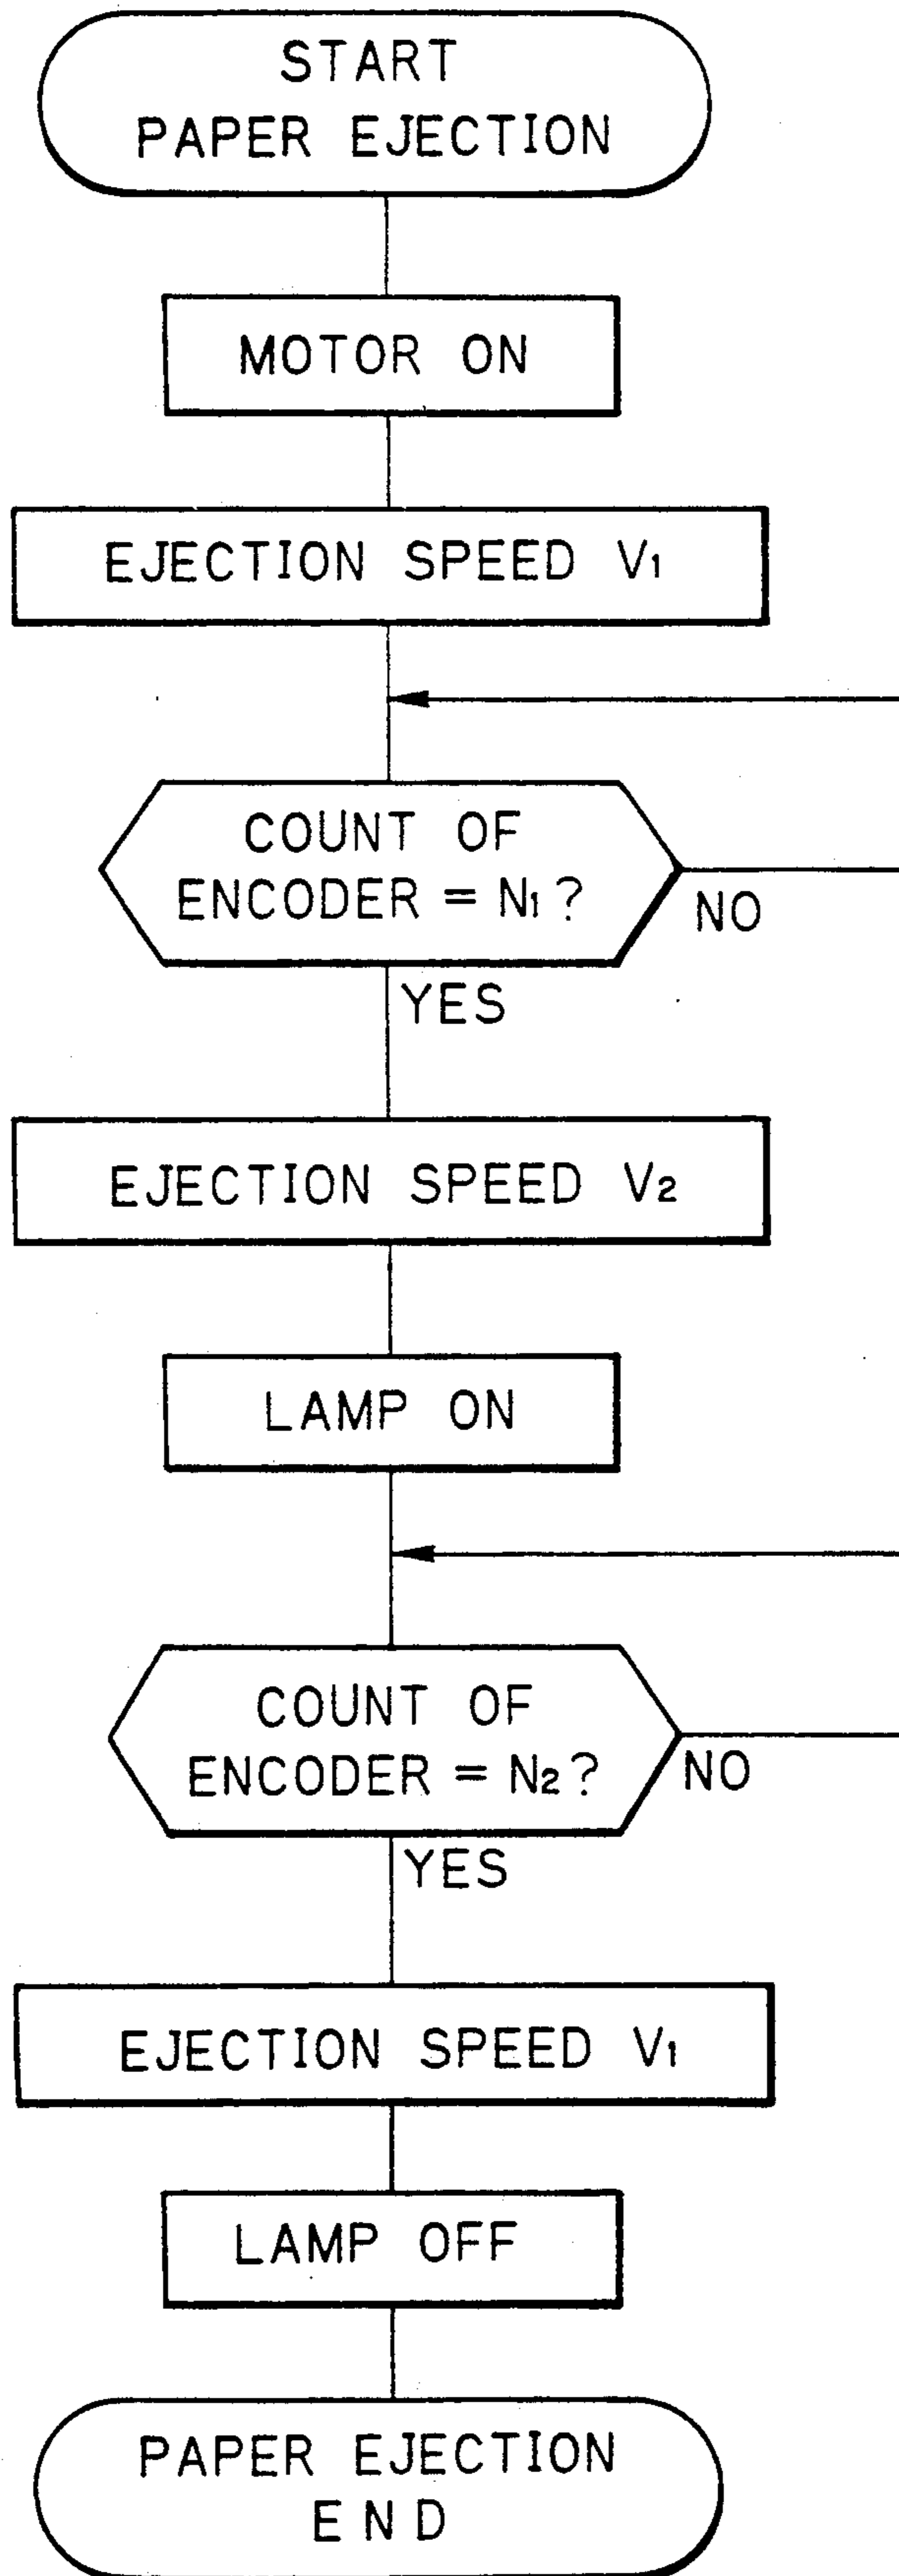 START
PAPER EJECTION
MOTOR ON
EJECTION SPEED V₁
COUNT OF
ENCODER = N₁?
NO
YES
EJECTION SPEED V₂
LAMP ON
COUNT OF
ENCODER = N₂?
NO
YES
EJECTION SPEED V₁
LAMP OFF
PAPER EJECTION
END